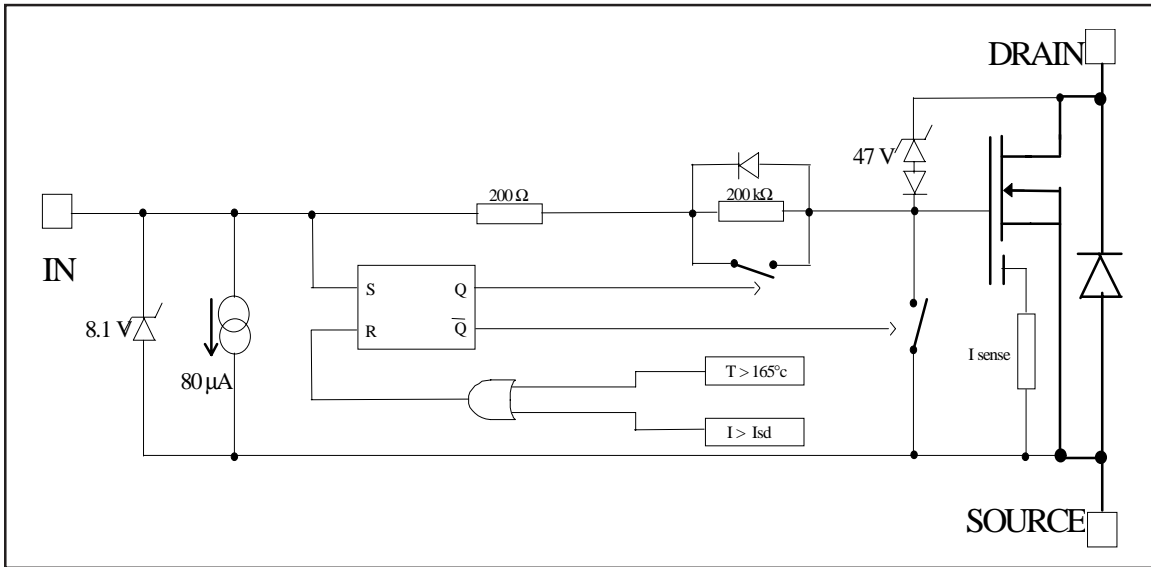 DRAIN
47 V
200 Ω
200 kΩ
IN
S
Q
R
Q
8.1 V
80 µA
I sense
T > 165°c
I > Isd
SOURCE